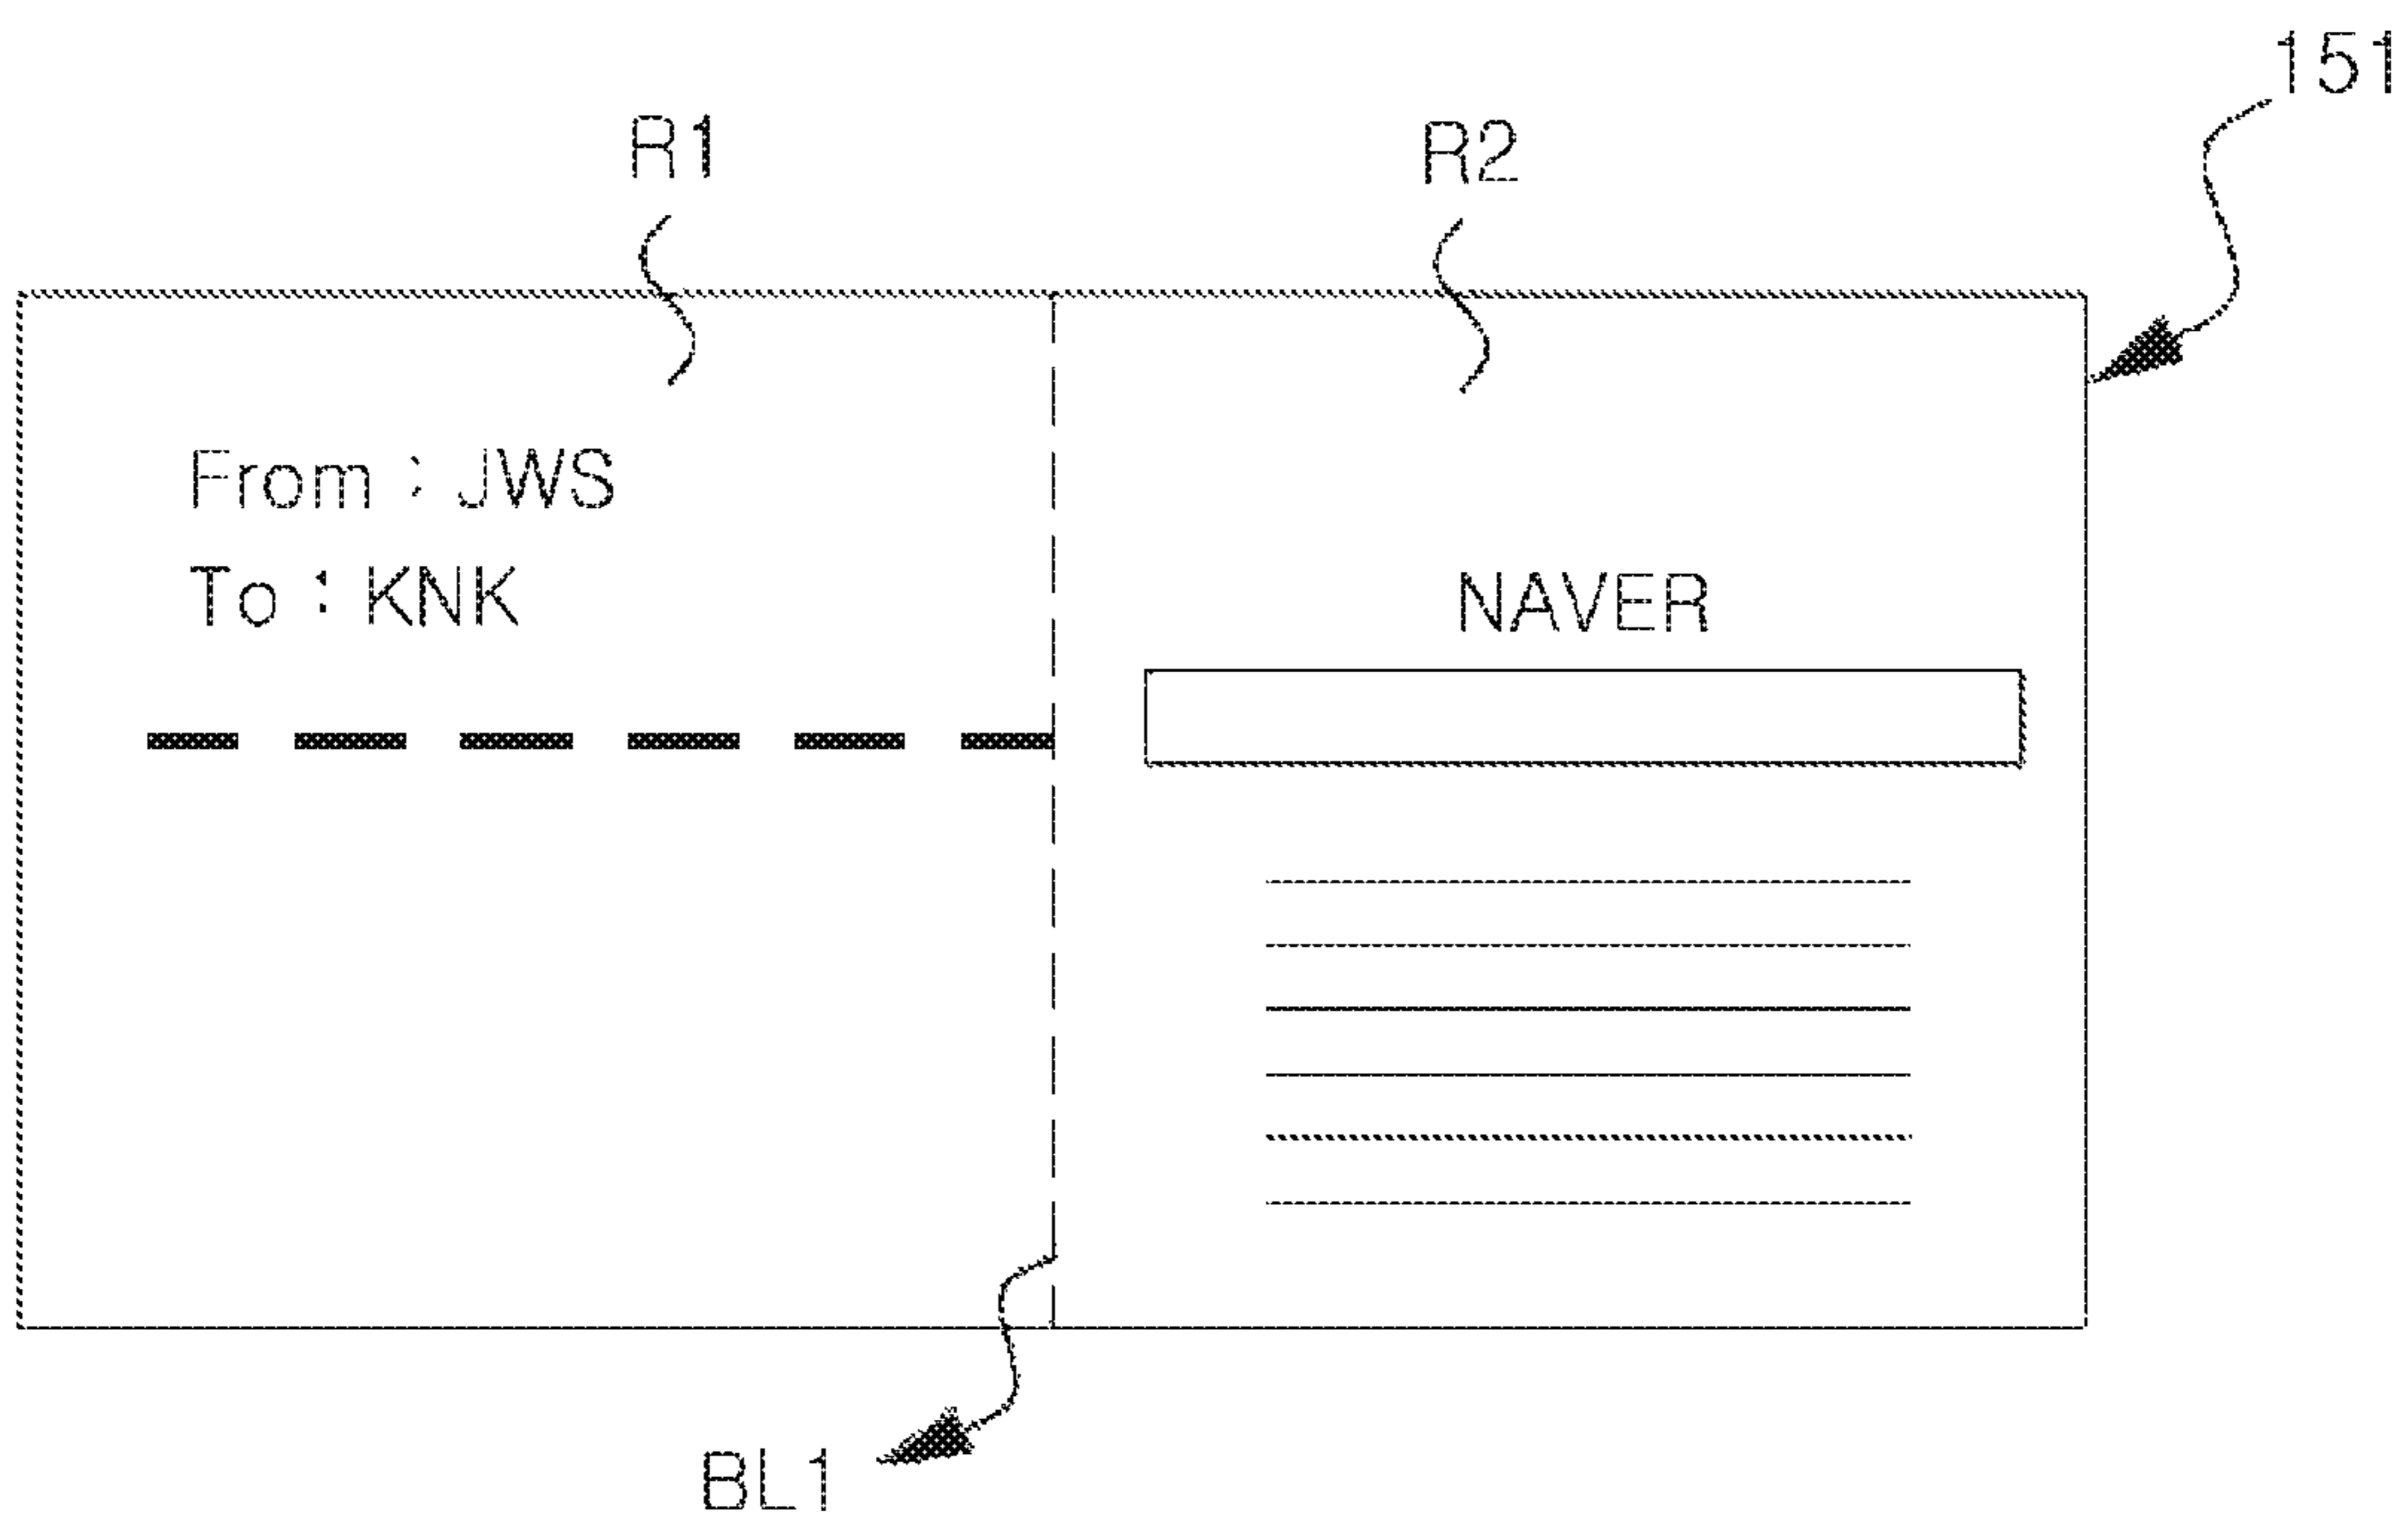 151
R1
R2
From : JWS
To : KNK
NAVER
BL1